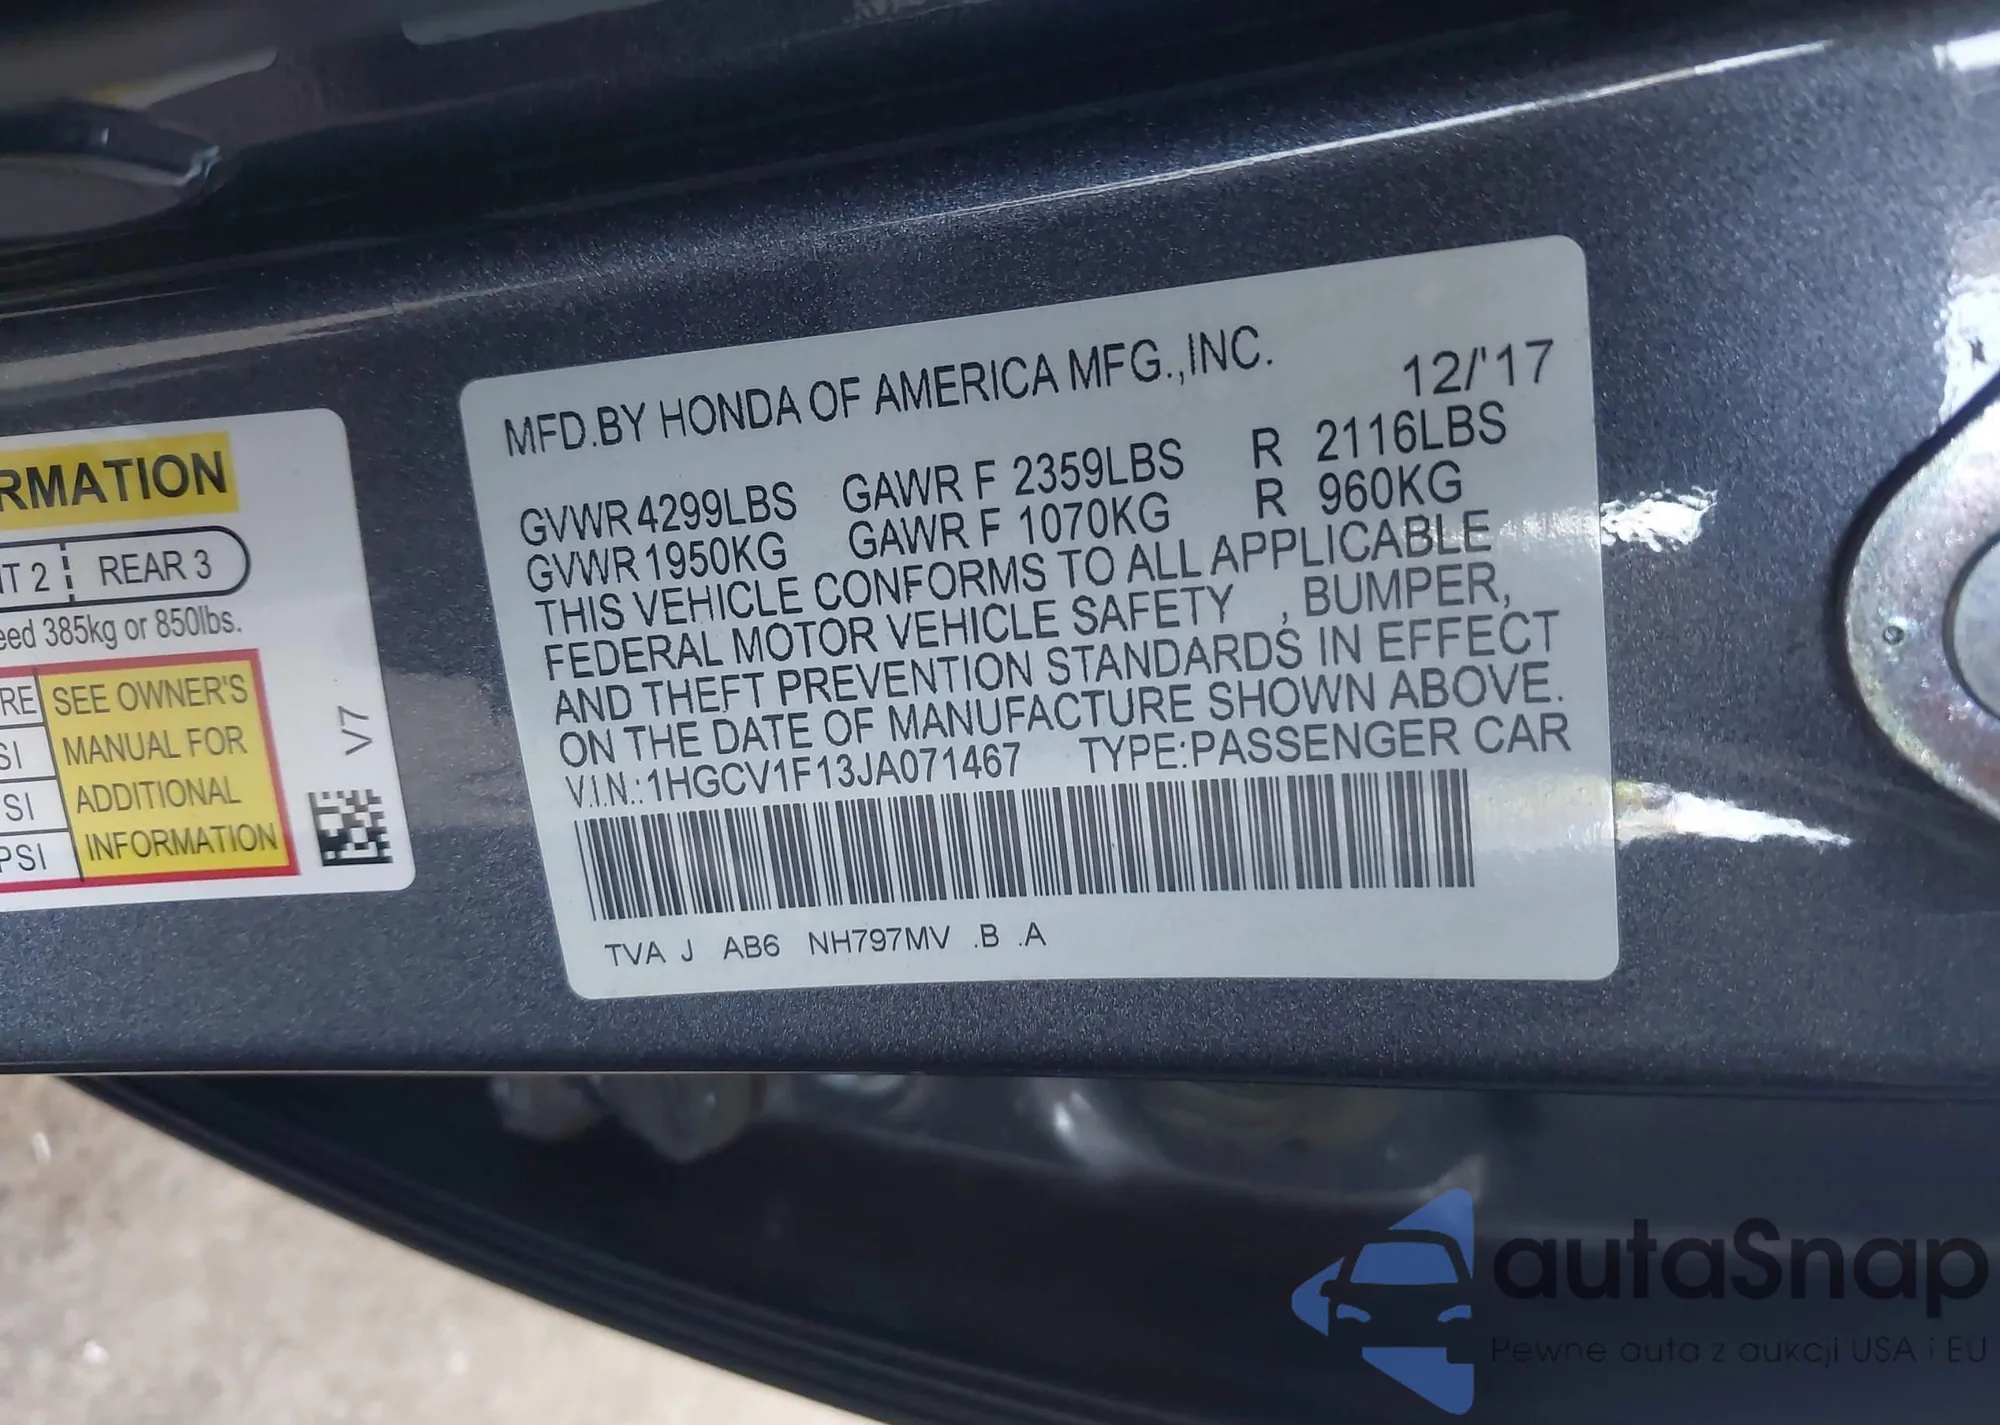 MFD.BY HONDA OF AMERICA MFG.,INC. 12/'17
GVWR 4299LBS GAWR F 2359LBS R 2116LBS
GVWR 1950KG GAWR F 1070KG R 960KG
THIS VEHICLE CONFORMS TO ALL APPLICABLE
FEDERAL MOTOR VEHICLE SAFETY , BUMPER,
AND THEFT PREVENTION STANDARDS IN EFFECT
ON THE DATE OF MANUFACTURE SHOWN ABOVE.
V.I.N.: 1HGCV1F13JA071467 TYPE:PASSENGER CAR
TVA J AB6 NH797MV .B .A
RMATION
T 2 REAR 3
eed 385kg or 850lbs.
RE
SI
SI
PSI
SEE OWNER'S
MANUAL FOR
ADDITIONAL
INFORMATION
V7
autaSnap
Pewne auta z aukcji USA i EU